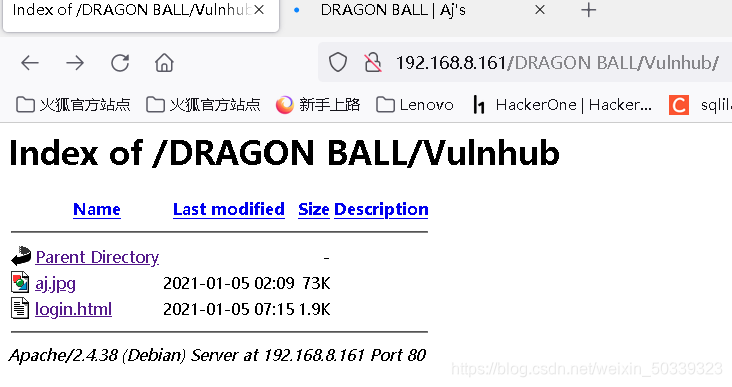 Index of /DRAGON BALL/Vulnhub
DRAGON BALL | Aj's
192.168.8.161/DRAGON BALL/Vulnhub/
火狐官方站点 火狐官方站点 新手上路 Lenovo HackerOne | Hacker... sqlila
Index of /DRAGON BALL/Vulnhub
Name Last modified Size Description
Parent Directory -
aj.jpg 2021-01-05 02:09 73K
login.html 2021-01-05 07:15 1.9K
Apache/2.4.38 (Debian) Server at 192.168.8.161 Port 80
https://blog.csdn.net/weixin_50339323